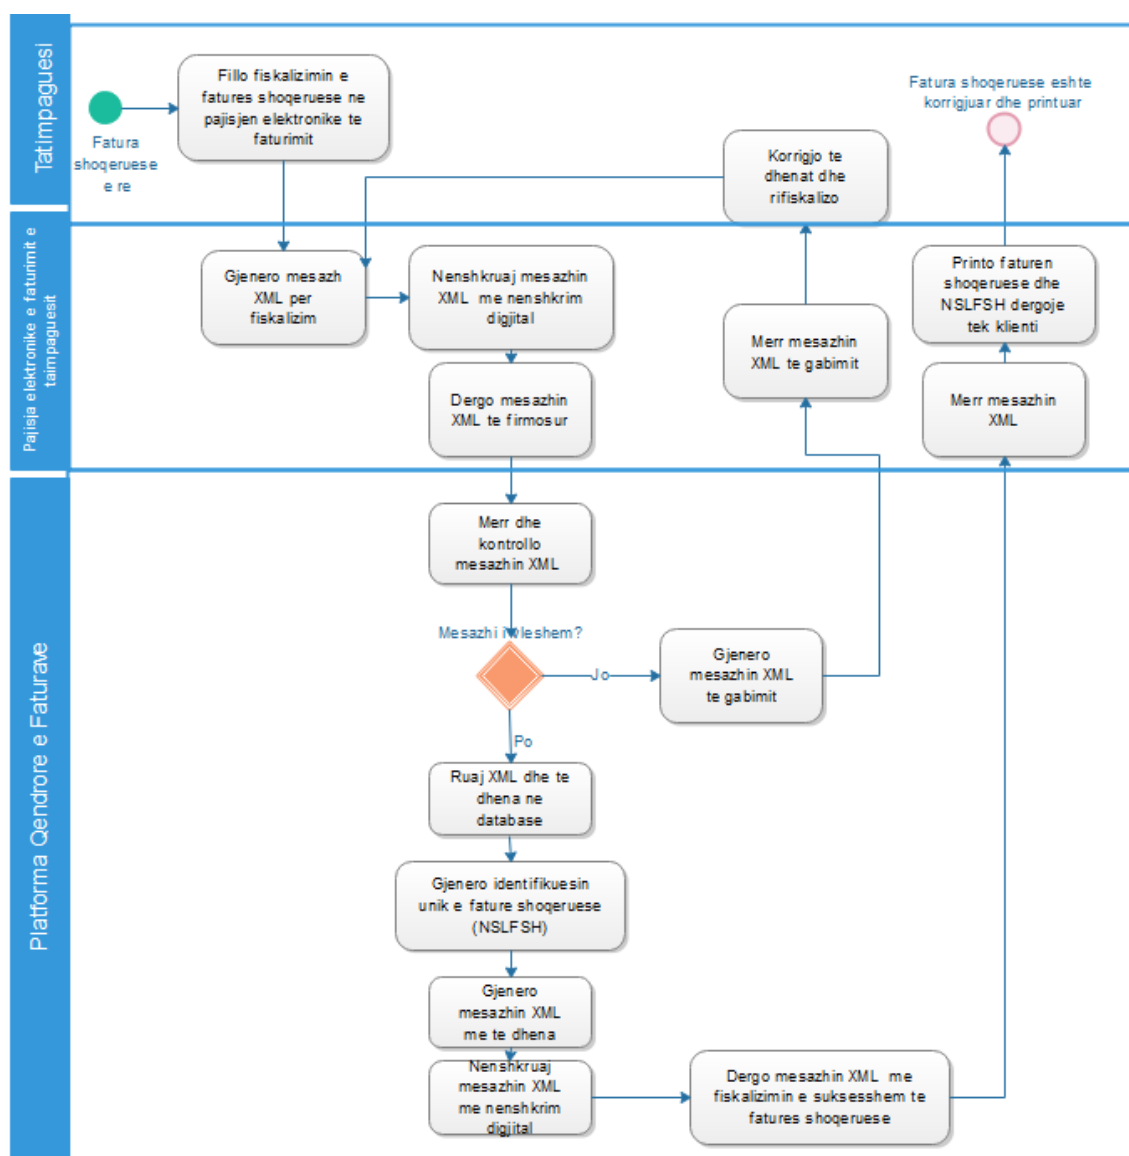 Tatimpaguesi
Fillo fiskalizimin e
fatures shoqeruese ne
pajisjen elektronike te
faturimit
Fatura
shoqeruese
e re
Fatura shoqeruese eshte
korrigjuar dhe printuar
Korrigjo te
dhenat dhe
rifiskalizo
Pajisja elektronike e faturimit e
taimpaguesit
Gjenero mesazh
XML per
fiskalizim
Nenshkruaj mesazhin
XML me nenshkrim
digjital
Dergo mesazhin
XML te firmosur
Merr mesazhin
XML te gabimit
Printo faturen
shoqeruese dhe
NSLFSH dergoje
tek klienti
Merr mesazhin
XML
Platforma Qendrore e Faturave
Merr dhe
kontrollo
mesazhin XML
Mesazhi i vleshem?
Jo
Gjenero
mesazhin XML
te gabimit
Po
Ruaj XML dhe te
dhena ne
database
Gjenero identifikuesin
unik e fature shoqeruese
(NSLFSH)
Gjenero
mesazhin XML
me te dhena
Nenshkruaj
mesazhin XML
me nenshkrim
digjital
Dergo mesazhin XML me
fiskalizimin e suksesshem te
fatures shoqeruese